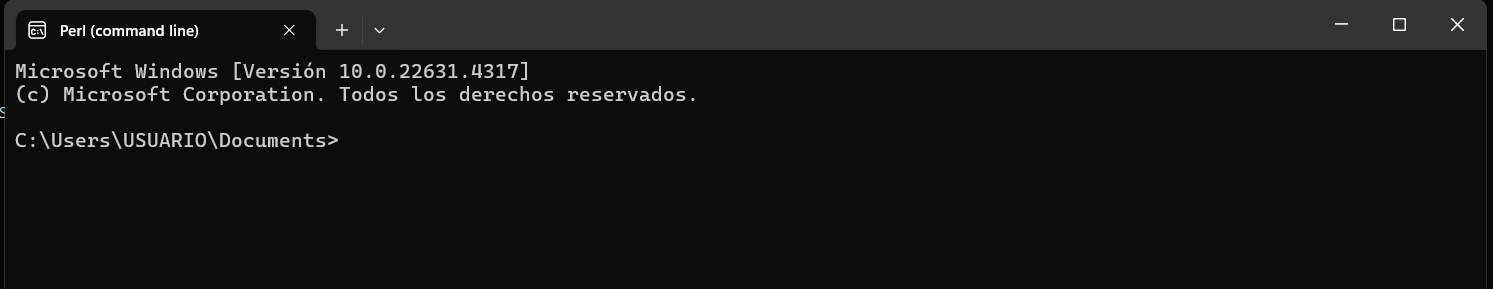 Perl (command line)
Microsoft Windows [Versión 10.0.22631.4317]
(c) Microsoft Corporation. Todos los derechos reservados.
C:\Users\USUARIO\Documents>